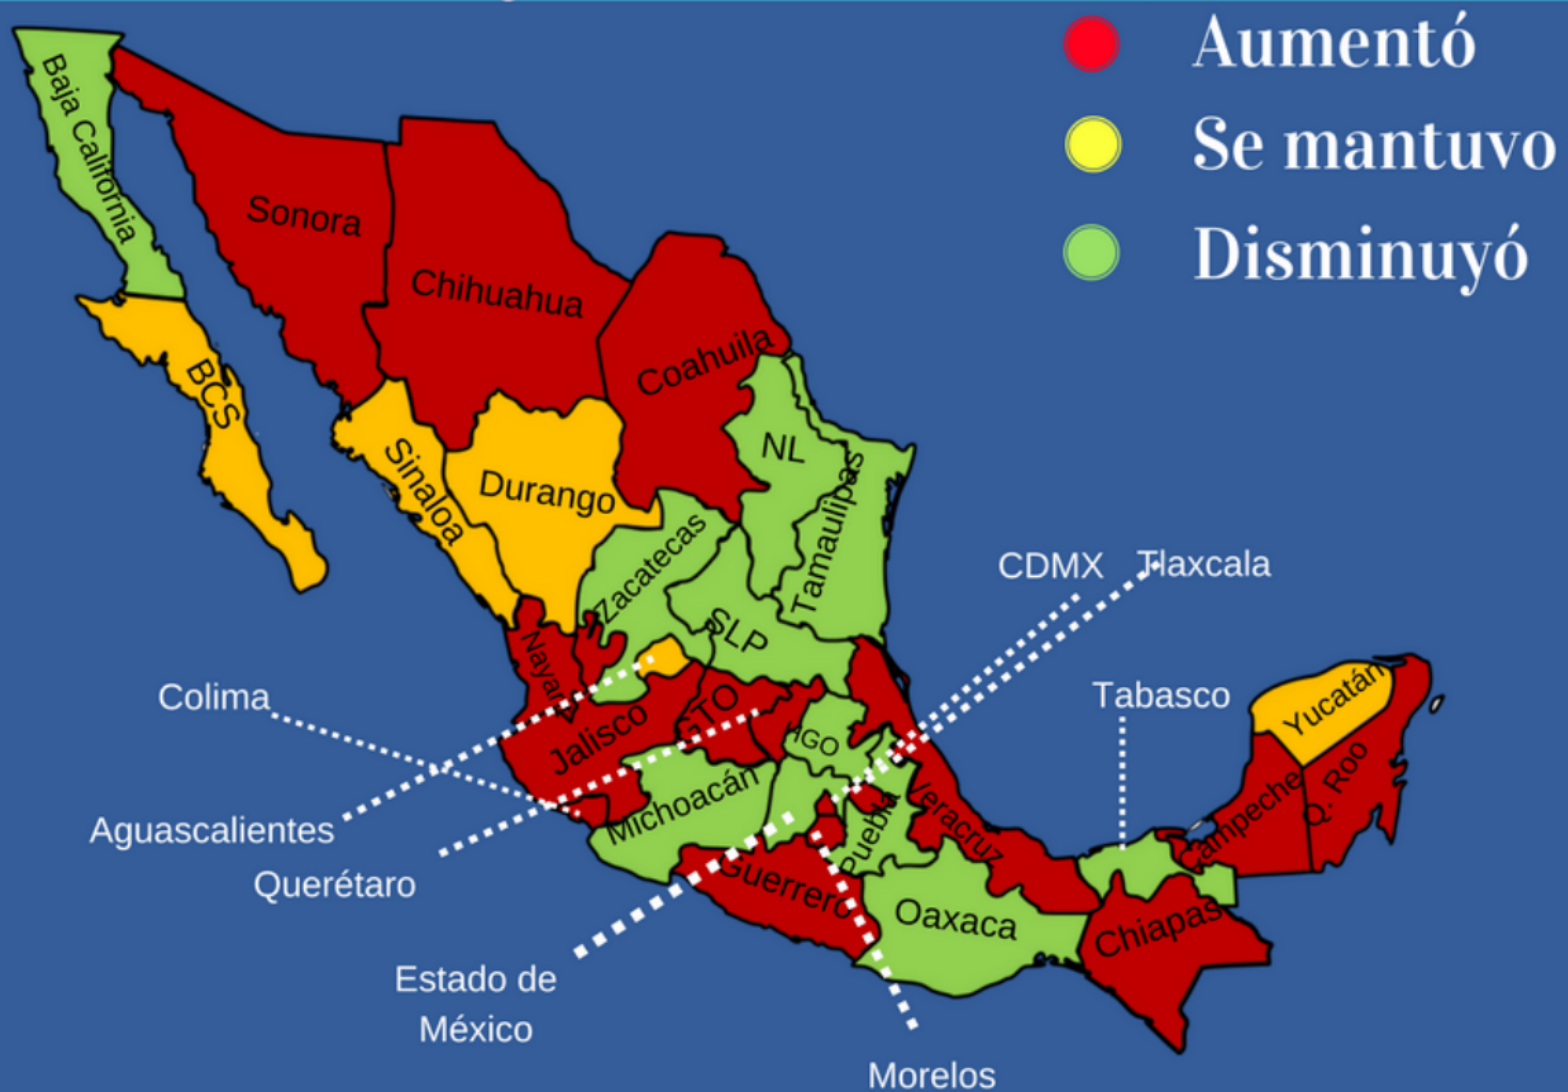 Aumentó
Se mantuvo
Disminuyó
Baja California
Sonora
Chihuahua
Coahuila
BCS
Sinaloa
Durango
NL
Tamaulipas
Zacatecas
SLP
CDMX
Tlaxcala
Colima
Jalisco
GTO
HGO
Tabasco
Yucatán
Q. Roo
Campeche
Aguascalientes
Querétaro
Michoacán
Puebla
Veracruz
Guerrero
Oaxaca
Chiapas
Estado de
México
Morelos